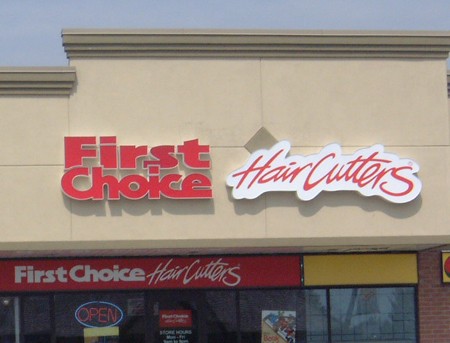 First
Choice
HairCutters
First Choice HairCutters
OPEN
STORE HOURS